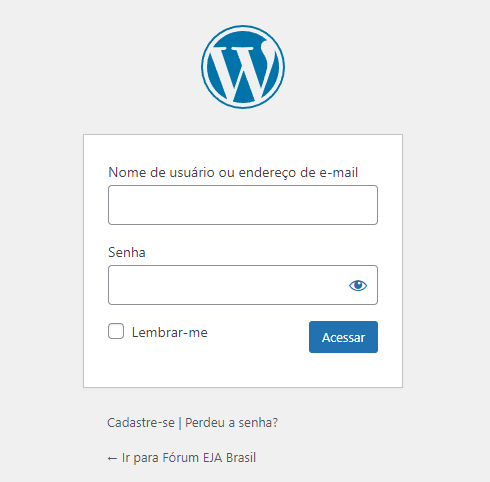 Nome de usuário ou endereço de e-mail
Senha
Lembrar-me
Acessar
Cadastre-se | Perdeu a senha?
← Ir para Fórum EJA Brasil